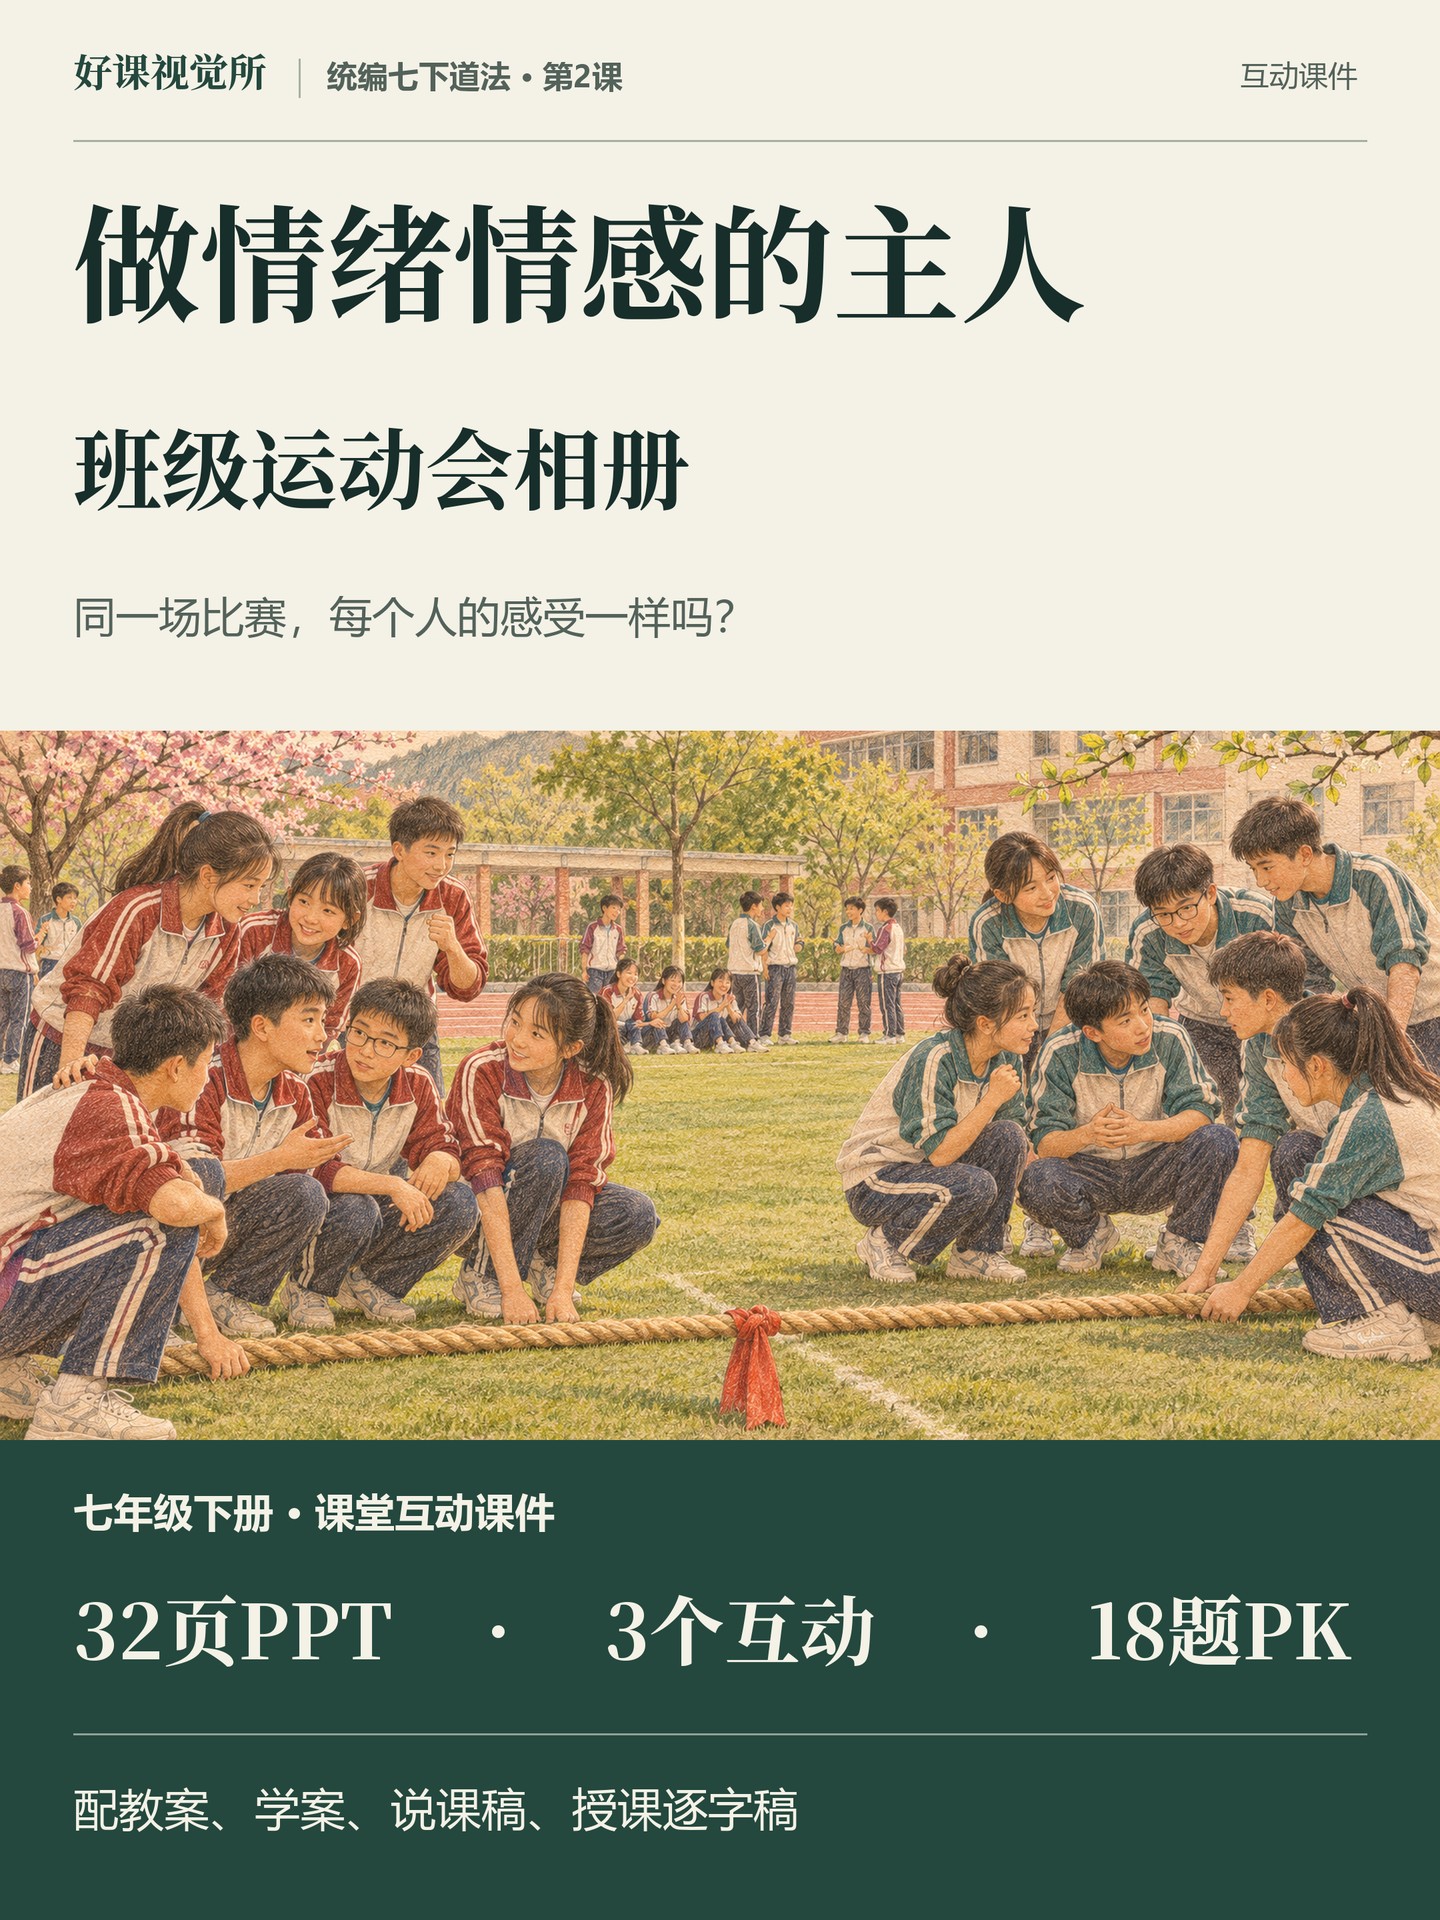 好课视觉所 统编七下道法·第2课 互动课件
做情绪情感的主人
班级运动会相册
同一场比赛，每个人的感受一样吗？
七年级下册·课堂互动课件
32页PPT · 3个互动 · 18题PK
配教案、学案、说课稿、授课逐字稿